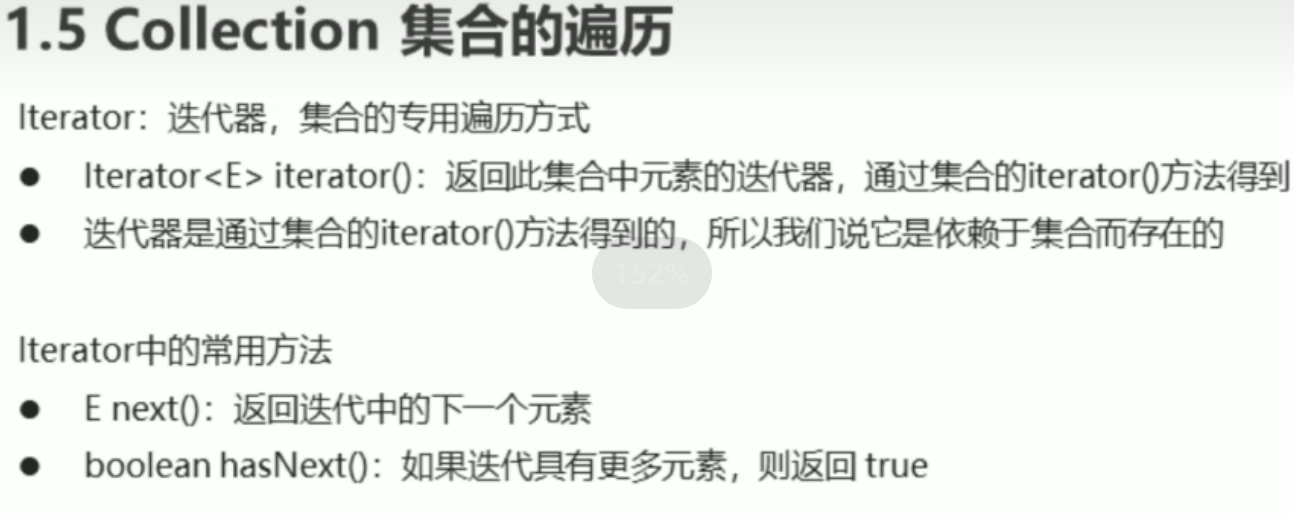 1.5 Collection 集合的遍历
Iterator：迭代器，集合的专用遍历方式
● Iterator<E> iterator()：返回此集合中元素的迭代器，通过集合的iterator()方法得到
● 迭代器是通过集合的iterator()方法得到的，所以我们说它是依赖于集合而存在的
152%
Iterator中的常用方法
● E next()：返回迭代中的下一个元素
● boolean hasNext()：如果迭代具有更多元素，则返回 true